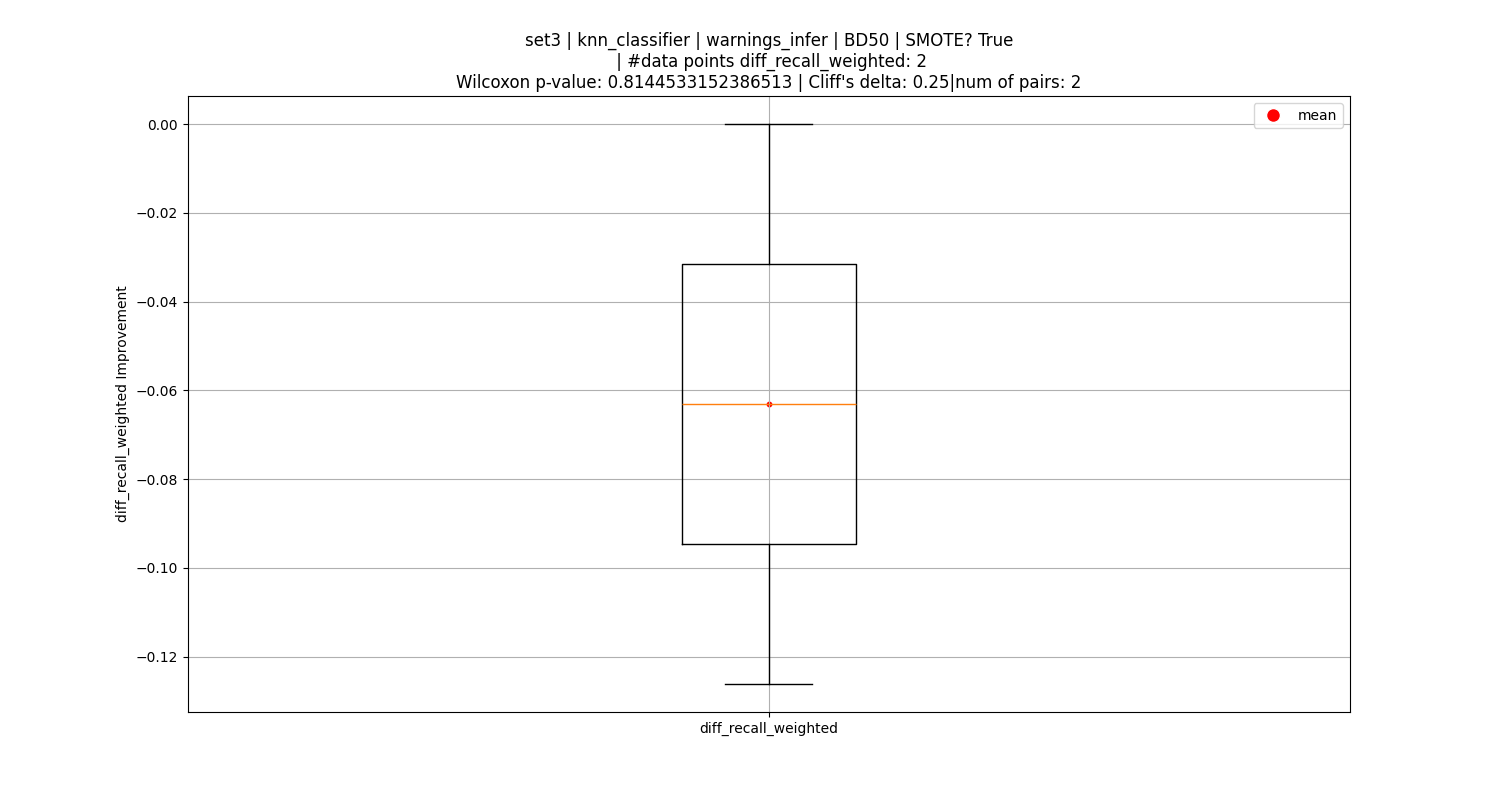 set3 | knn_classifier | warnings_infer | BD50 | SMOTE? True
| #data points diff_recall_weighted: 2
Wilcoxon p-value: 0.8144533152386513 | Cliff's delta: 0.25|num of pairs: 2
mean
0.00
−0.02
−0.04
−0.06
−0.08
−0.10
−0.12
diff_recall_weighted Improvement
diff_recall_weighted